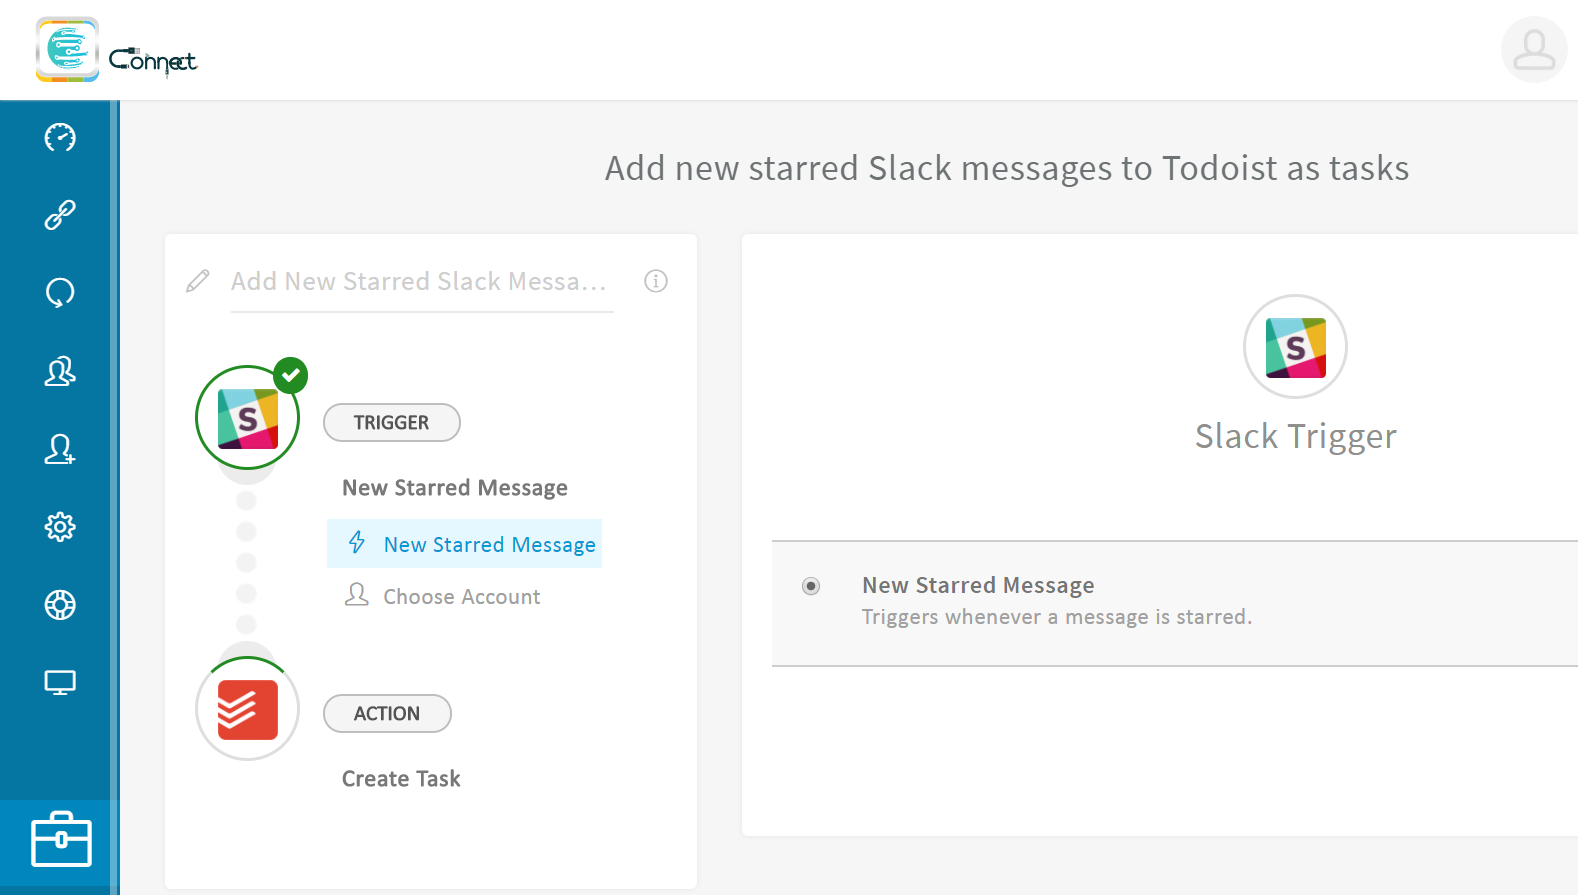 Connect
Add new starred Slack messages to Todoist as tasks
Add New Starred Slack Messa...
S
TRIGGER
New Starred Message
New Starred Message
Choose Account
ACTION
Create Task
S
Slack Trigger
New Starred Message
Triggers whenever a message is starred.